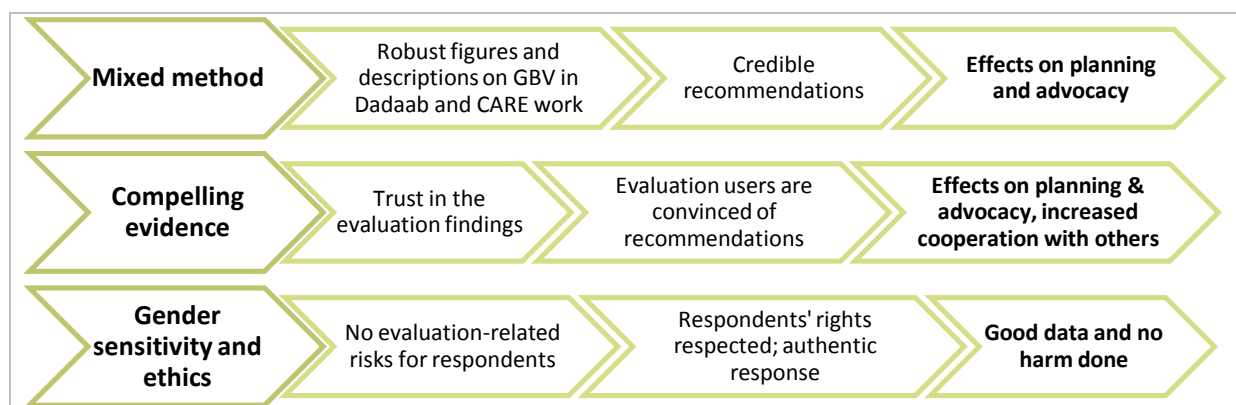 Mixed method
Robust figures and
descriptions on GBV in
Dadaab and CARE work
Credible
recommendations
Effects on planning
and advocacy
Compelling
evidence
Trust in the
evaluation findings
Evaluation users are
convinced of
recommendations
Effects on planning &
advocacy, increased
cooperation with others
Gender
sensitivity and
ethics
No evaluation-related
risks for respondents
Respondents' rights
respected; authentic
response
Good data and no
harm done